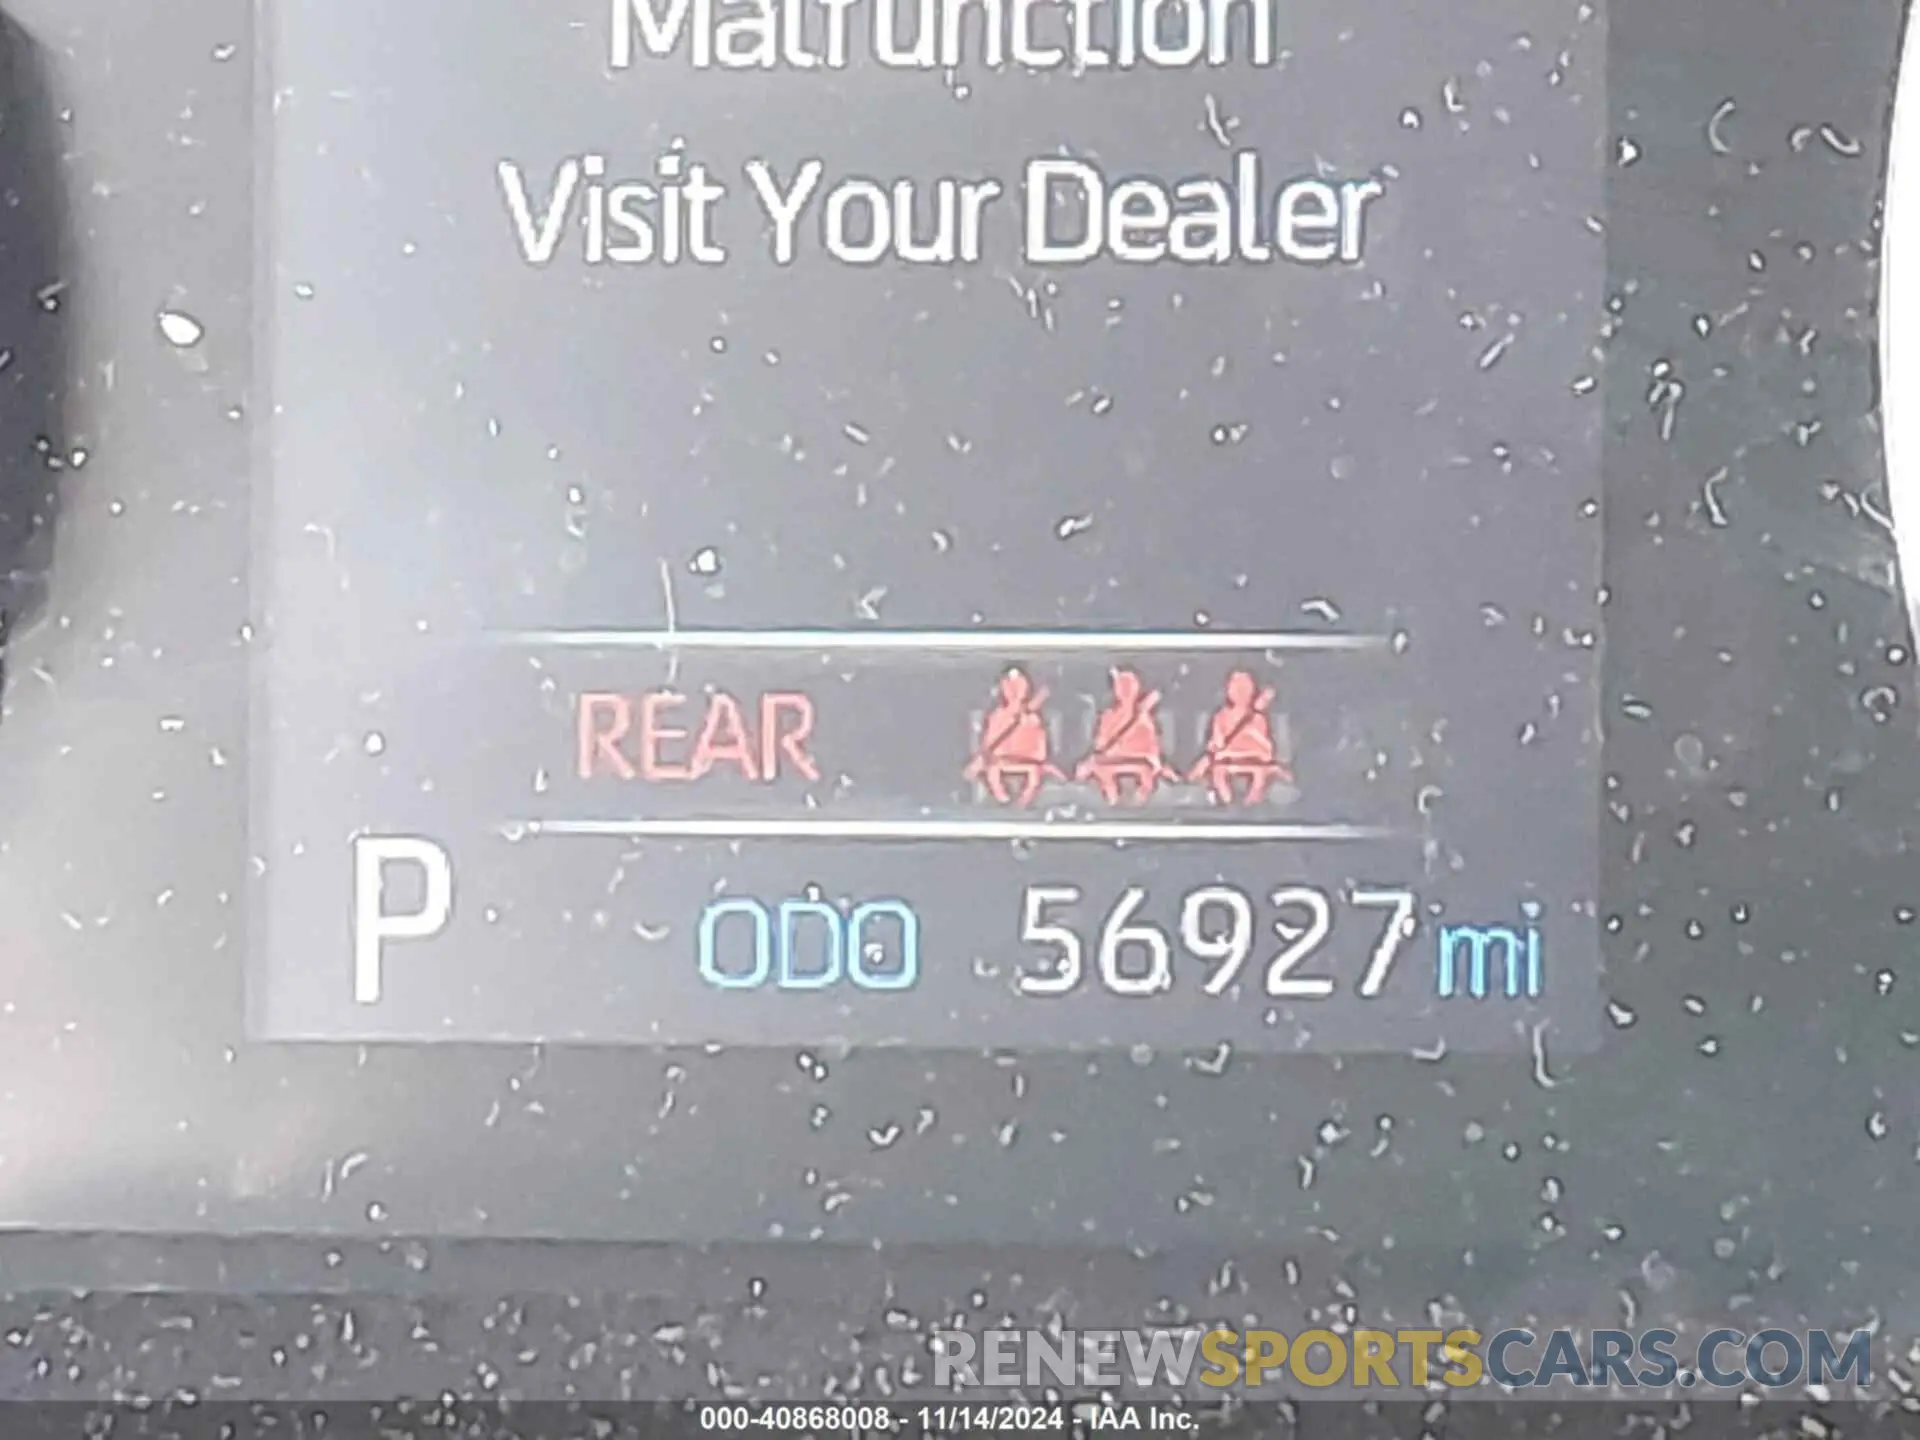 Malfunction
Visit Your Dealer
REAR
P ODO 56927 mi
RENEWSPORTSCARS.COM
000-40868008 - 11/14/2024 - IAA Inc.